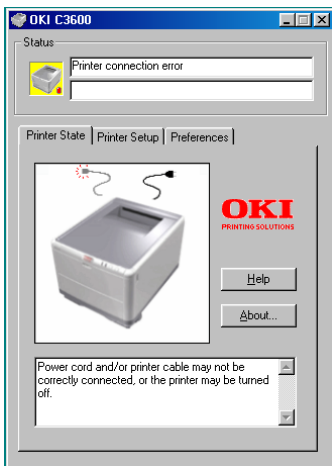 OKI C3600
Status
Printer connection error
Printer State
Printer Setup
Preferences
OKI
PRINTING SOLUTIONS
Help
About...
Power cord and/or printer cable may not be
correctly connected, or the printer may be turned
off.